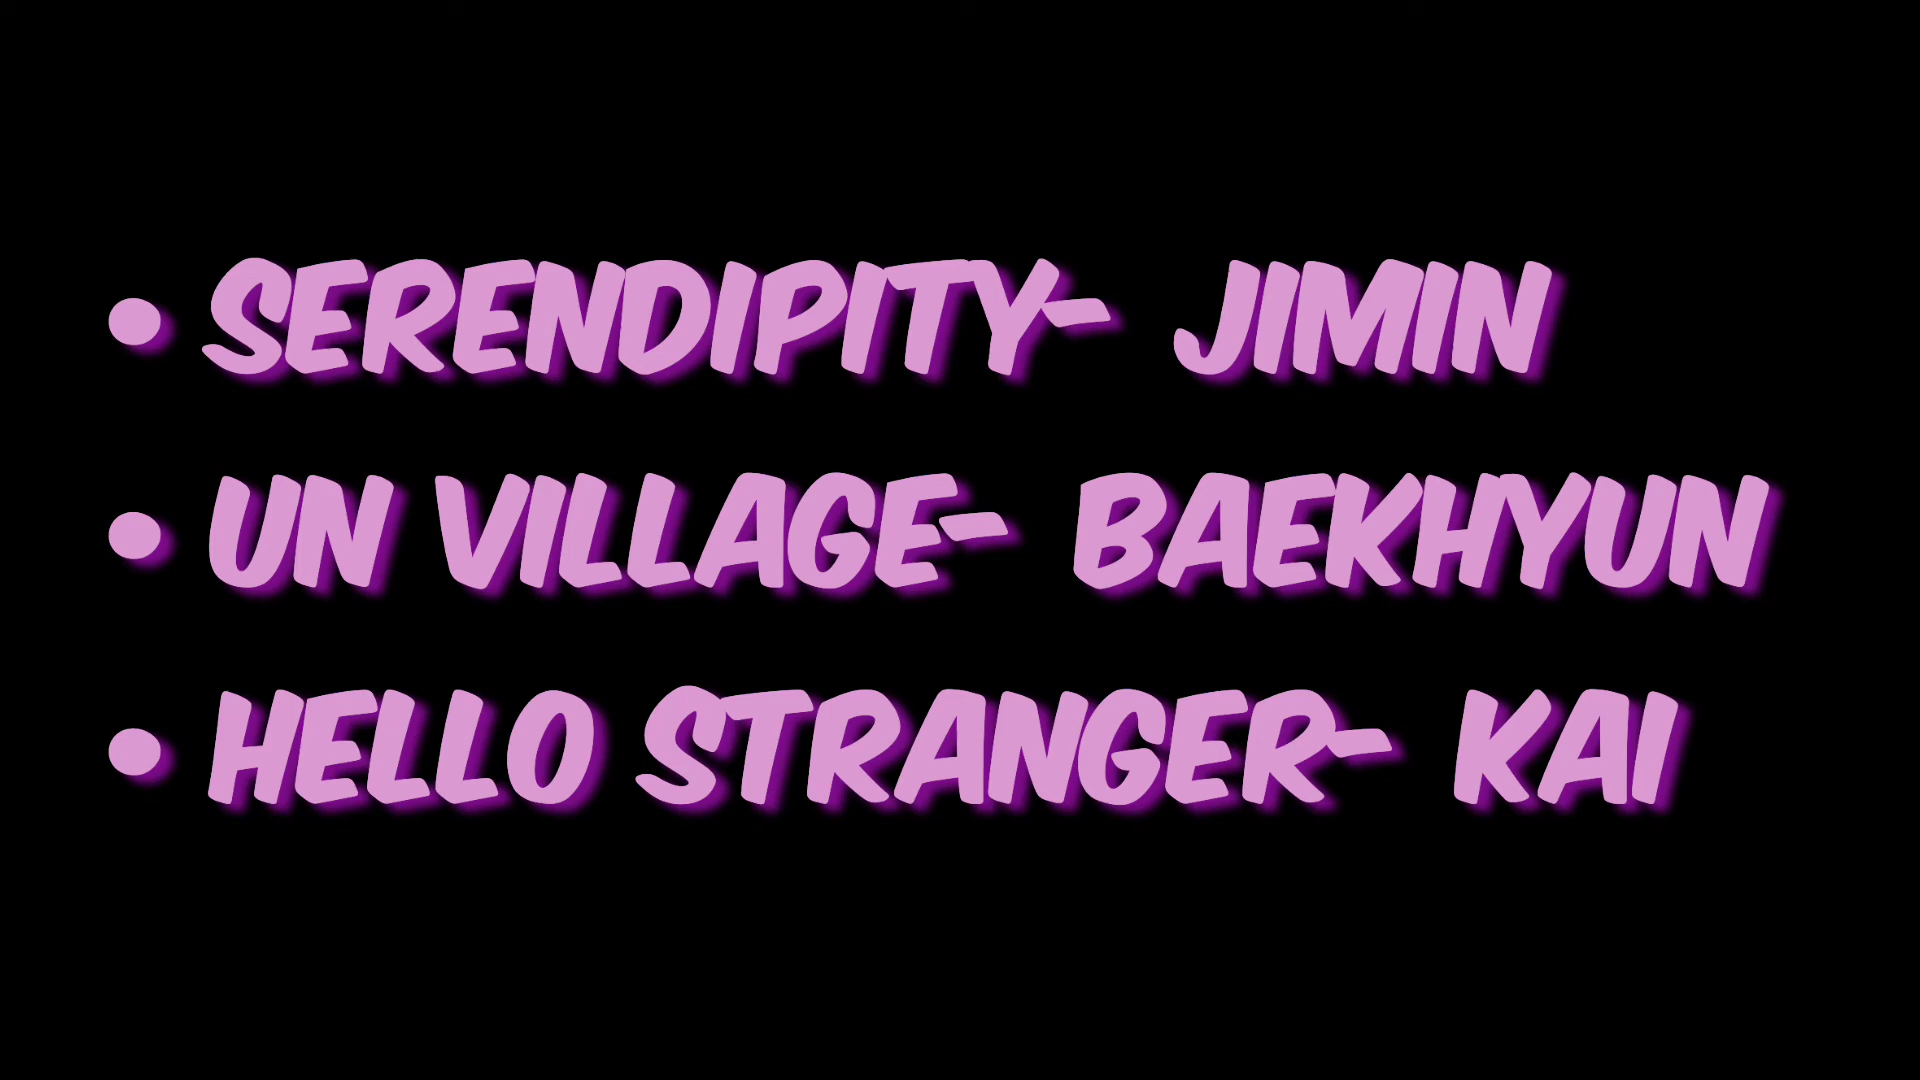 • SERENDIPITY- JIMIN
• UN VILLAGE- BAEKHYUN
• HELLO STRANGER- KAI